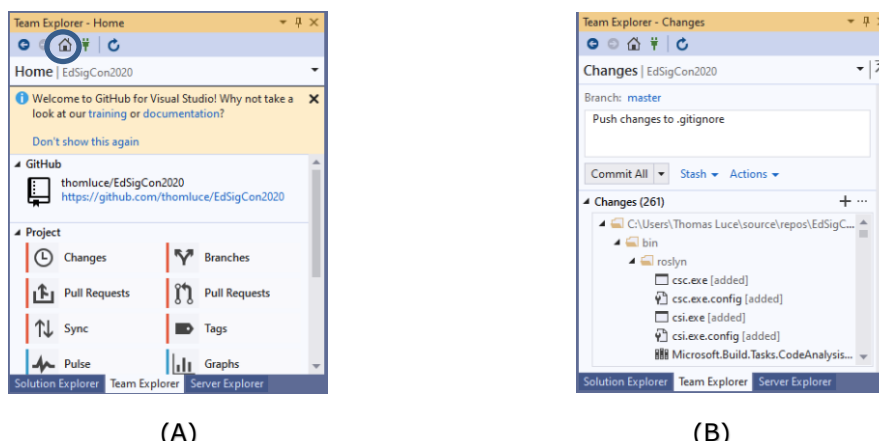 Team Explorer - Home
Home | EdSigCon2020
Welcome to GitHub for Visual Studio! Why not take a
look at our training or documentation?
Don't show this again
GitHub
thomluce/EdSigCon2020
https://github.com/thomluce/EdSigCon2020
Project
Changes
Branches
Pull Requests
Pull Requests
Sync
Tags
Pulse
Graphs
Solution Explorer Team Explorer Server Explorer
(A)
Team Explorer - Changes
Changes | EdSigCon2020
Branch: master
Push changes to .gitignore
Commit All Stash Actions
Changes (261)
C:\Users\Thomas Luce\source\repos\EdSigC...
bin
roslyn
csc.exe [added]
csc.exe.config [added]
csi.exe [added]
csi.exe.config [added]
Microsoft.Build.Tasks.CodeAnalysis...
Solution Explorer Team Explorer Server Explorer
(B)